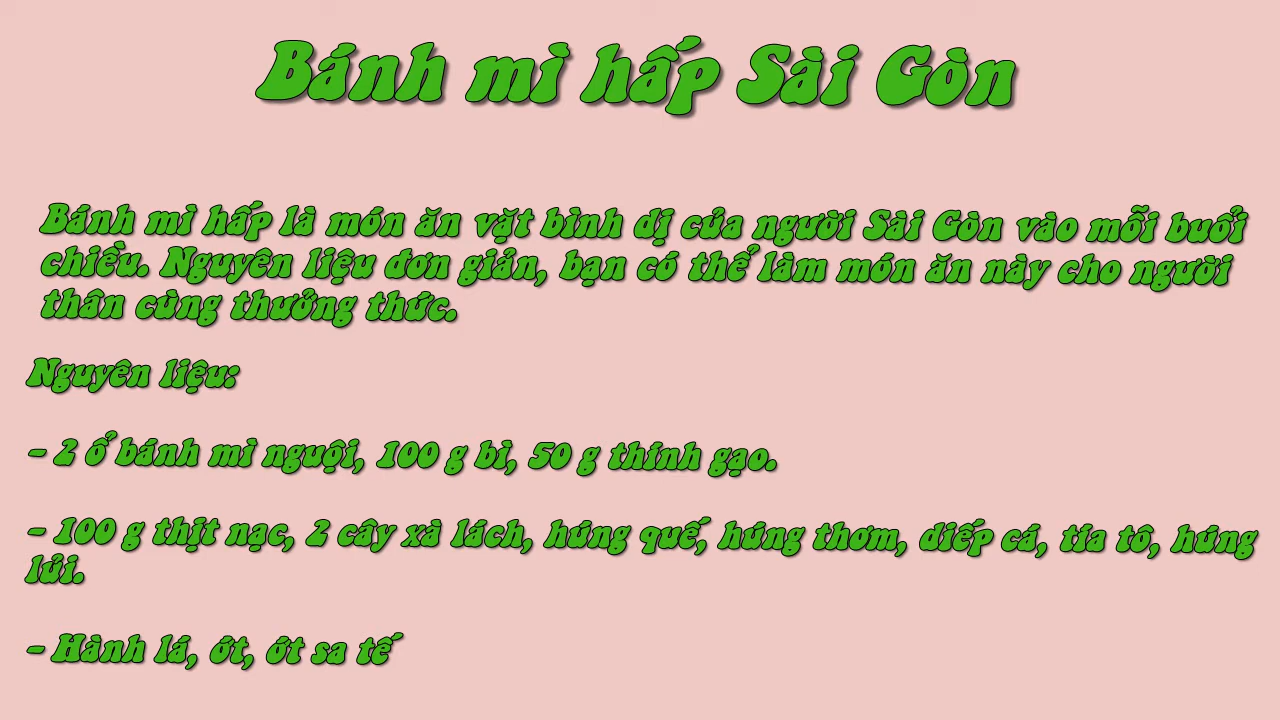 Bánh mì hấp Sài Gòn
Bánh mì hấp là món ăn vặt bình dị của người Sài Gòn vào mỗi buổi
chiều. Nguyên liệu đơn giản, bạn có thể làm món ăn này cho người
thân cùng thưởng thức.
Nguyên liệu:
- 2 ổ bánh mì nguội, 100 g bì, 50 g thính gạo.
- 100 g thịt nạc, 2 cây xà lách, húng quế, húng thơm, diếp cá, tía tô, húng
lủi.
- Hành lá, ớt, ớt sa tế